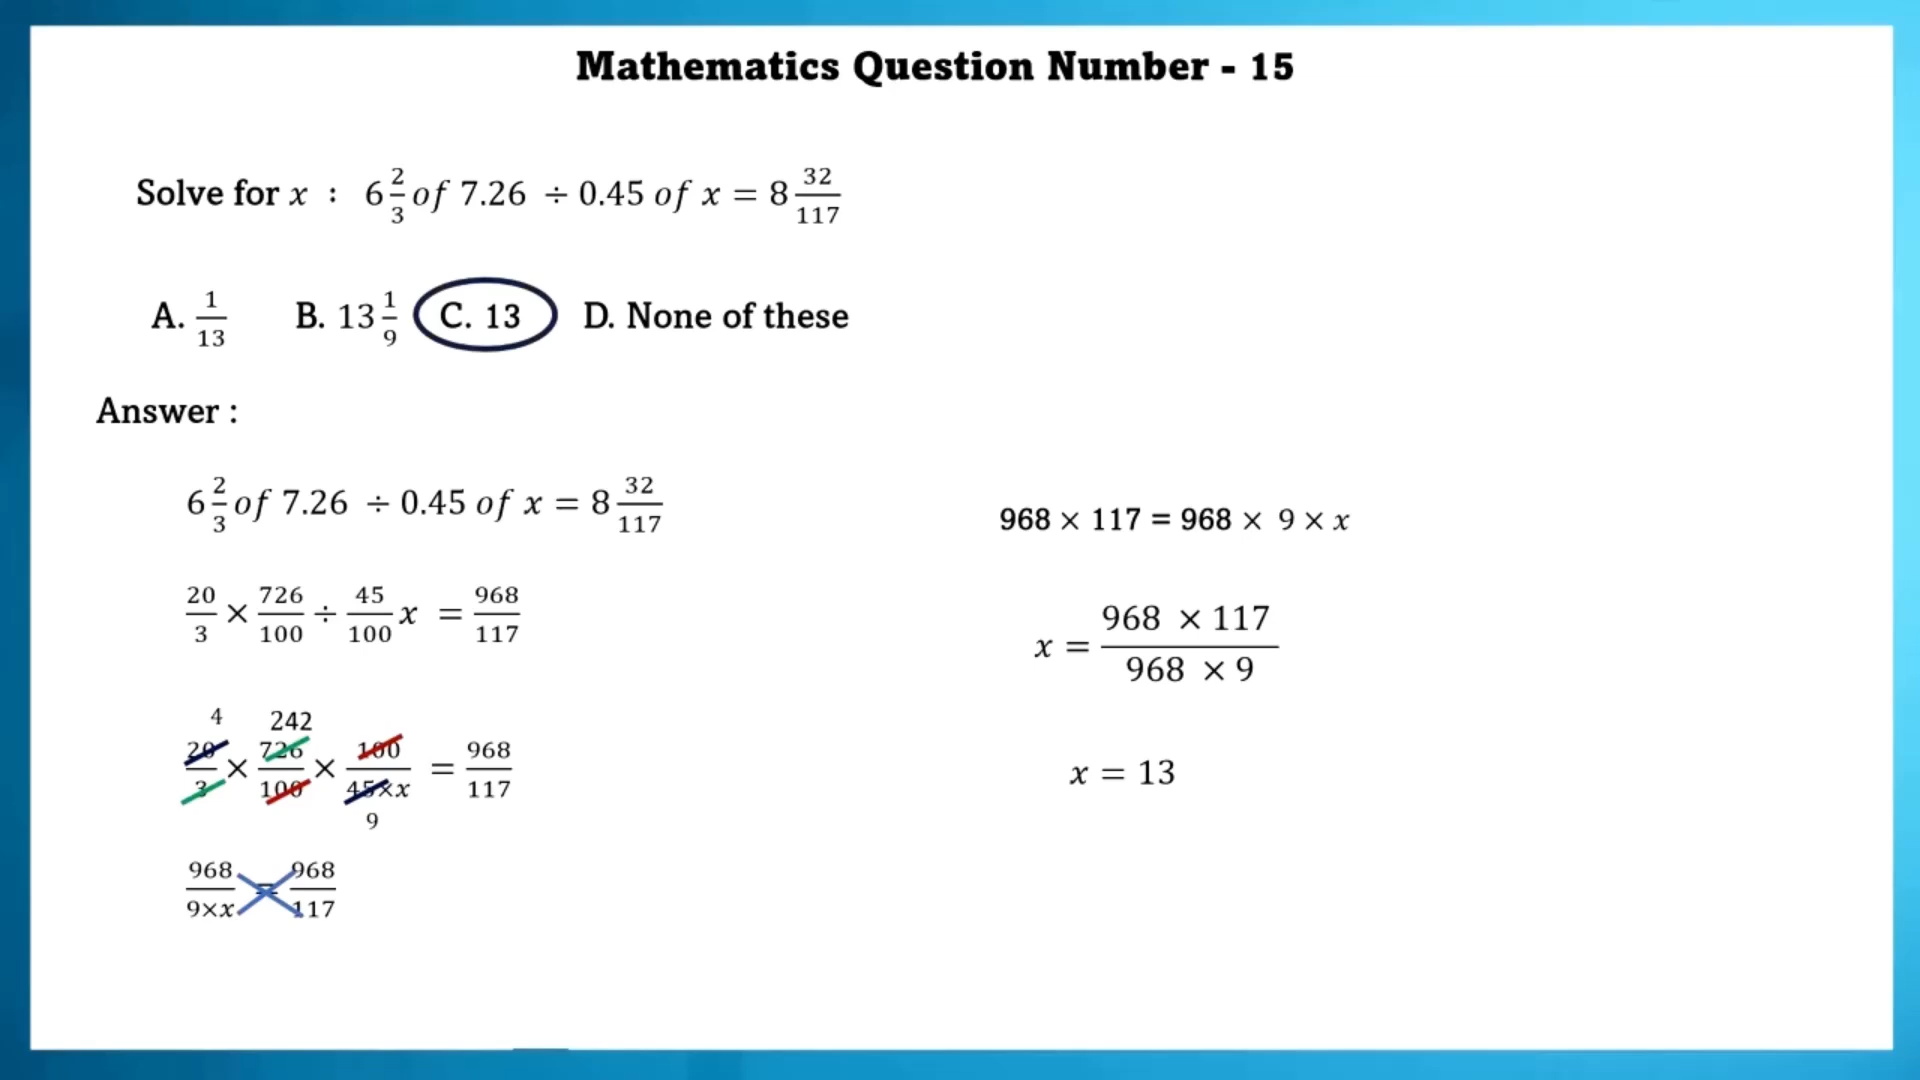 Mathematics Question Number - 15
Solve for x : 6 2/3 of 7.26 ÷ 0.45 of x = 8 32/117
A. 1/13 B. 13 1/9 C. 13 D. None of these
Answer :
6 2/3 of 7.26 ÷ 0.45 of x = 8 32/117
20/3 × 726/100 ÷ 45/100 x = 968/117
4 242
20/3 × 726/100 × 100/45×x = 968/117
9
968/9×x = 968/117
968 × 117 = 968 × 9 × x
x = 968 × 117/968 × 9
x = 13